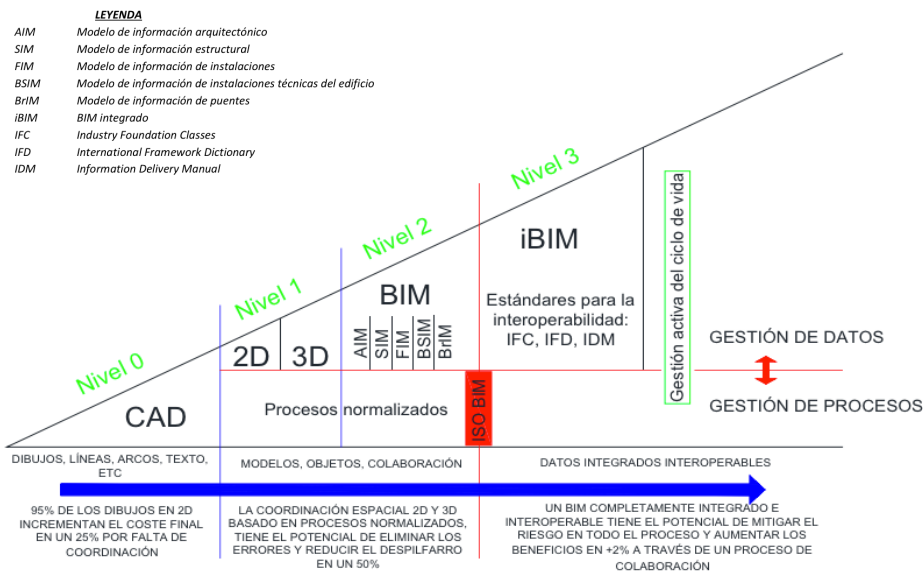 LEYENDA
AIM Modelo de información arquitectónico
SIM Modelo de información estructural
FIM Modelo de información de instalaciones
BSIM Modelo de información de instalaciones técnicas del edificio
BrIM Modelo de información de puentes
iBIM BIM integrado
IFC Industry Foundation Classes
IFD International Framework Dictionary
IDM Information Delivery Manual
Nivel 0
Nivel 1
Nivel 2
Nivel 3
CAD
2D
3D
BIM
AIM
SIM
FIM
BSIM
BrIM
iBIM
Estándares para la
interoperabilidad:
IFC, IFD, IDM
Gestión activa del ciclo de vida
GESTIÓN DE DATOS
GESTIÓN DE PROCESOS
Procesos normalizados
ISO BIM
DIBUJOS, LÍNEAS, ARCOS, TEXTO,
ETC
MODELOS, OBJETOS, COLABORACIÓN
DATOS INTEGRADOS INTEROPERABLES
95% DE LOS DIBUJOS EN 2D
INCREMENTAN EL COSTE FINAL
EN UN 25% POR FALTA DE
COORDINACIÓN
LA COORDINACIÓN ESPACIAL 2D Y 3D
BASADO EN PROCESOS NORMALIZADOS,
TIENE EL POTENCIAL DE ELIMINAR LOS
ERRORES Y REDUCIR EL DESPILFARRO
EN UN 50%
UN BIM COMPLETAMENTE INTEGRADO E
INTEROPERABLE TIENE EL POTENCIAL DE MITIGAR EL
RIESGO EN TODO EL PROCESO Y AUMENTAR LOS
BENEFICIOS EN +2% A TRAVÉS DE UN PROCESO DE
COLABORACIÓN